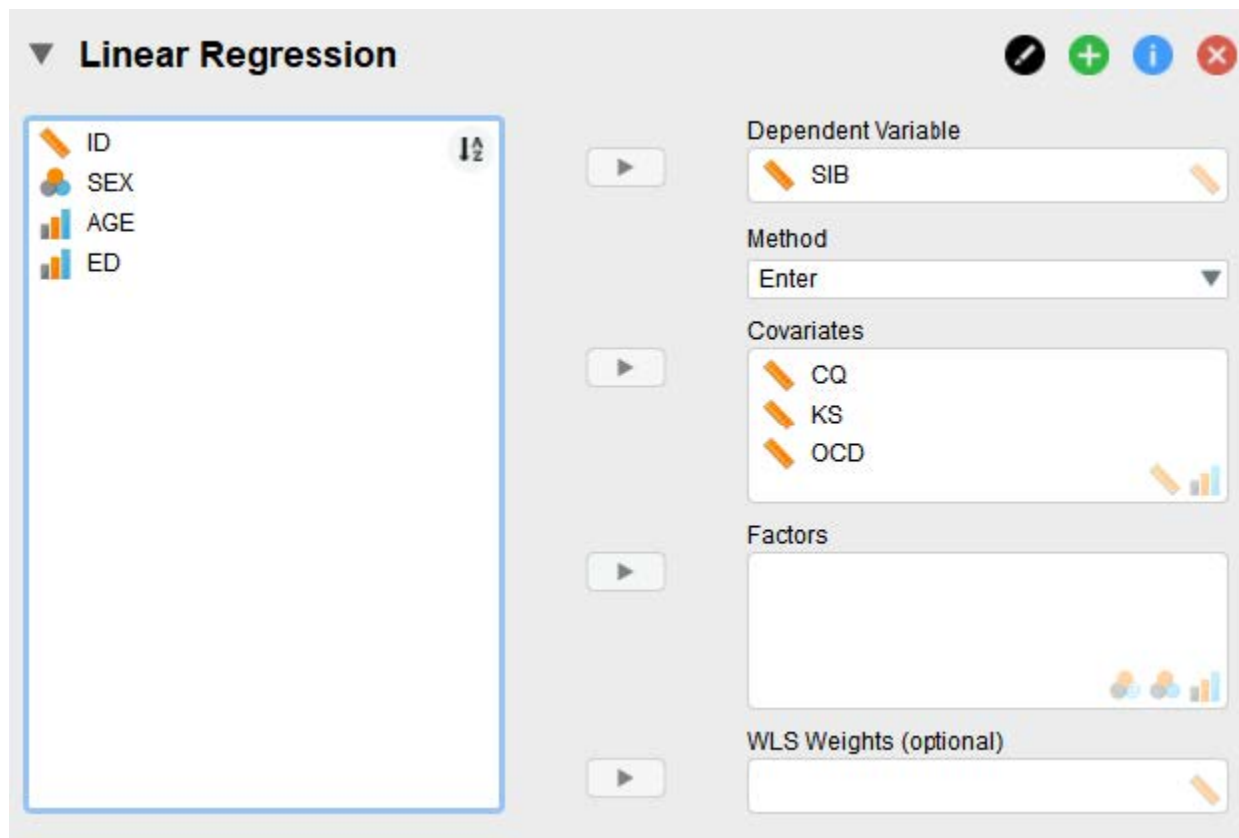 Linear Regression
ID
SEX
AGE
ED
Dependent Variable
SIB
Method
Enter
Covariates
CQ
KS
OCD
Factors
WLS Weights (optional)